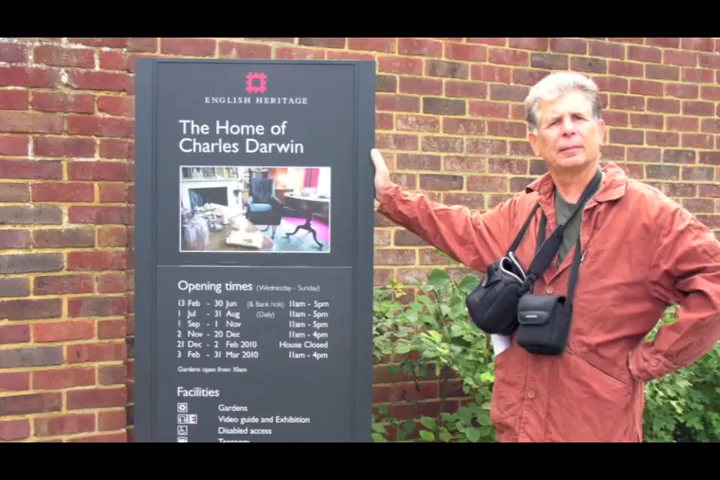 ENGLISH HERITAGE
The Home of
Charles Darwin
Opening times (Wednesday - Sunday)
13 Feb - 30 Jun (& Bank hols) 11am - 5pm
1 Jul - 31 Aug (Daily) 11am - 5pm
1 Sep - 1 Nov 11am - 5pm
2 Nov - 20 Dec 11am - 4pm
21 Dec - 2 Feb 2010 House Closed
3 Feb - 31 Mar 2010 11am - 4pm
Gardens open from 10am
Facilities
Gardens
E Video guide and Exhibition
Disabled access
Tearoom